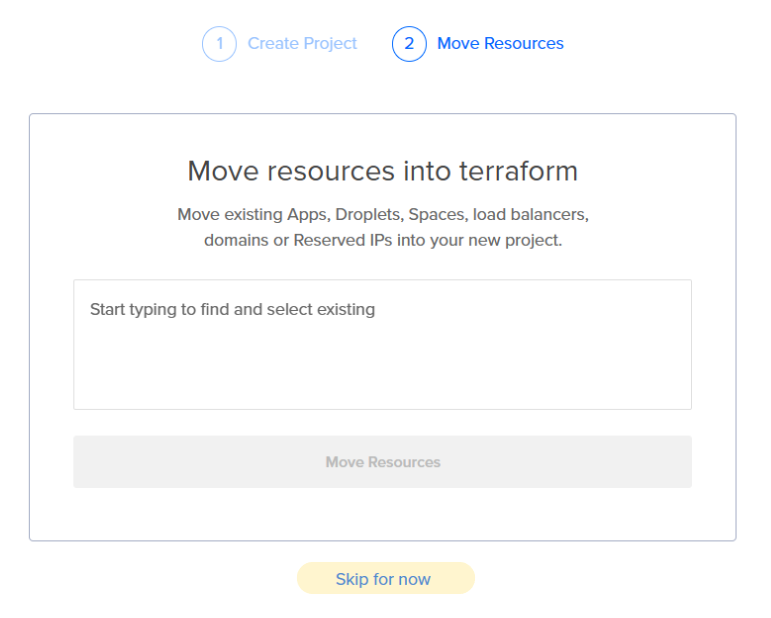 1 Create Project 2 Move Resources
Move resources into terraform
Move existing Apps, Droplets, Spaces, load balancers,
domains or Reserved IPs into your new project.
Start typing to find and select existing
Move Resources
Skip for now